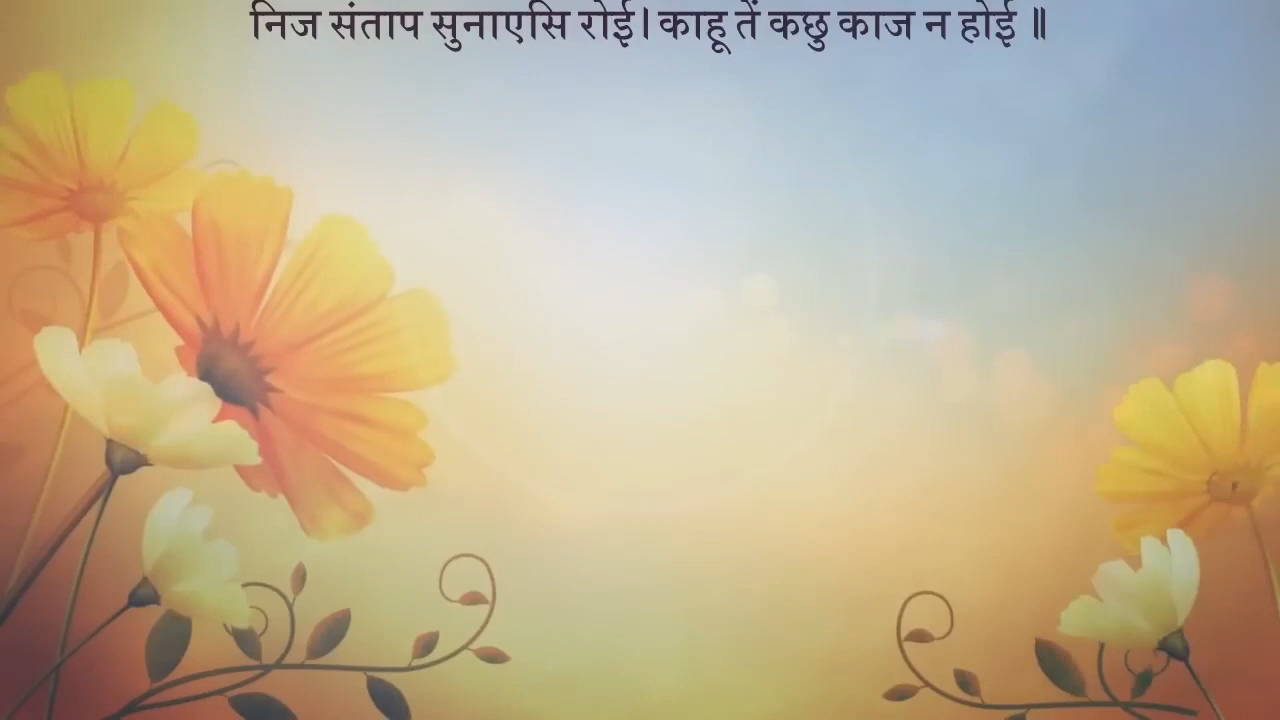 निज संताप सुनाएसि रोई। काहू तें कछु काज न होई ॥